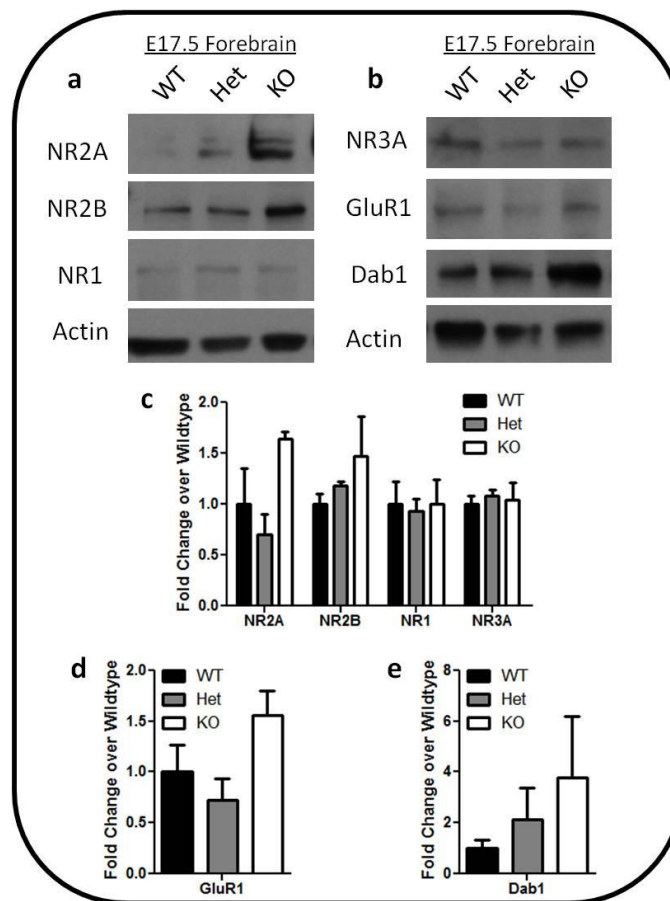 E17.5 Forebrain
a
WT Het KO
NR2A
NR2B
NR1
Actin
E17.5 Forebrain
b
WT Het KO
NR3A
GluR1
Dab1
Actin
c
Fold Change over Wildtype
2.0
1.5
1.0
0.5
0.0
WT
Het
KO
NR2A NR2B NR1 NR3A
d
Fold Change over Wildtype
2.0
1.5
1.0
0.5
0.0
WT
Het
KO
GluR1
e
Fold Change over Wildtype
8
6
4
2
0
WT
Het
KO
Dab1